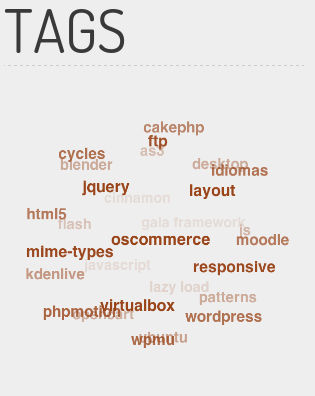 TAGS
cakephp
ftp
as3
cycles
blender
desktop
idiomas
jquery
layout
cinnamon
html5
flash
gaia framework
js
oscommerce
moodle
mime-types
javascript
responsive
kdenlive
lazy load
patterns
virtualbox
phpmotion
opencart
wordpress
ubuntu
wpmu